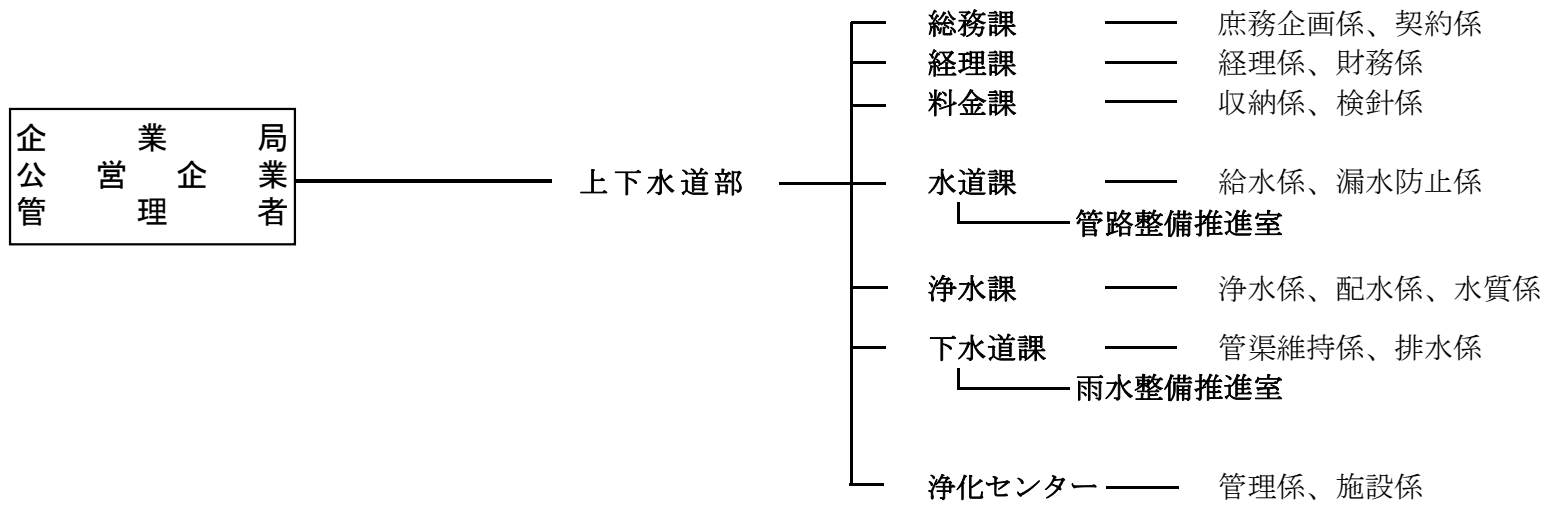 企業局
公営企業
管理者
上下水道部
総務課 庶務企画係、契約係
経理課 経理係、財務係
料金課 収納係、検針係
水道課 給水係、漏水防止係
管路整備推進室
浄水課 浄水係、配水係、水質係
下水道課 管渠維持係、排水係
雨水整備推進室
浄化センター 管理係、施設係